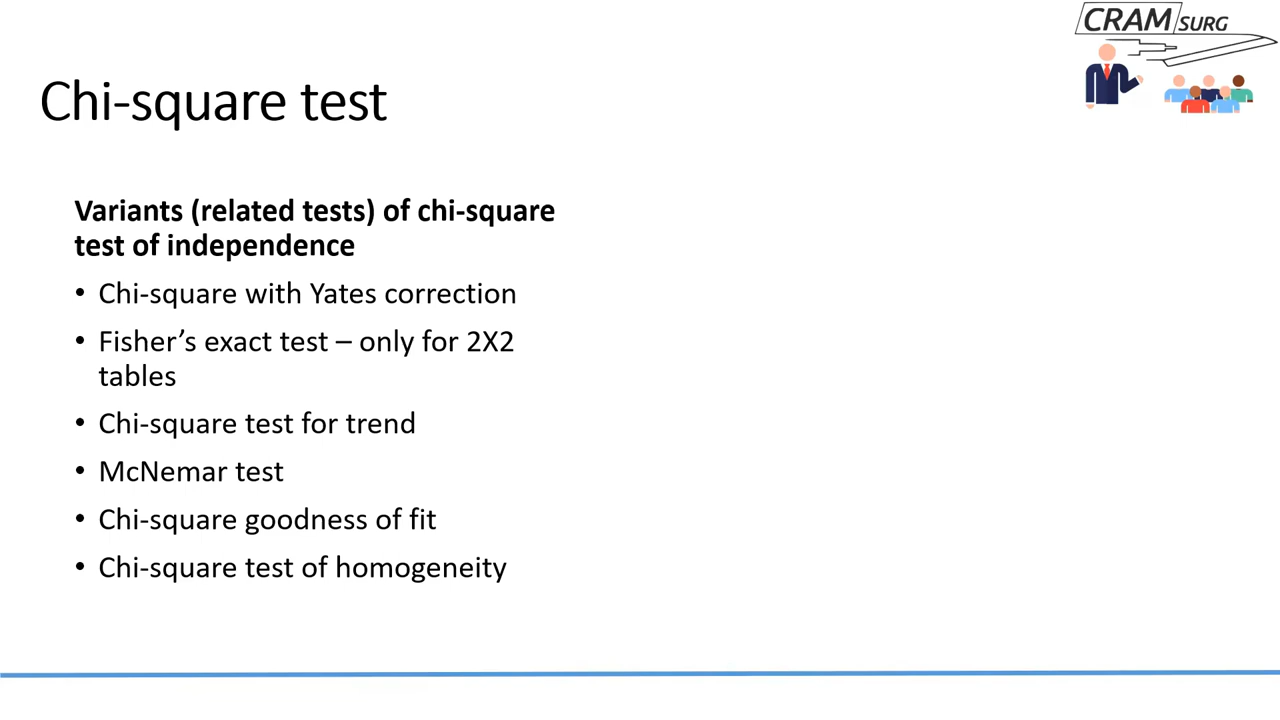 CRAM SURG
Chi-square test
Variants (related tests) of chi-square
test of independence
• Chi-square with Yates correction
• Fisher’s exact test – only for 2X2
tables
• Chi-square test for trend
• McNemar test
• Chi-square goodness of fit
• Chi-square test of homogeneity